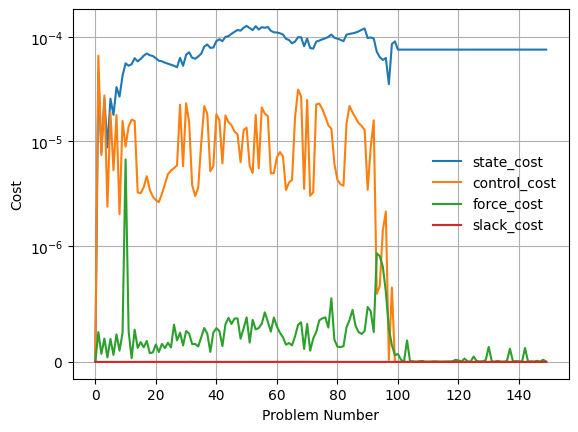 10⁻⁴
10⁻⁵
10⁻⁶
0
Cost
state_cost
control_cost
force_cost
slack_cost
0 20 40 60 80 100 120 140
Problem Number